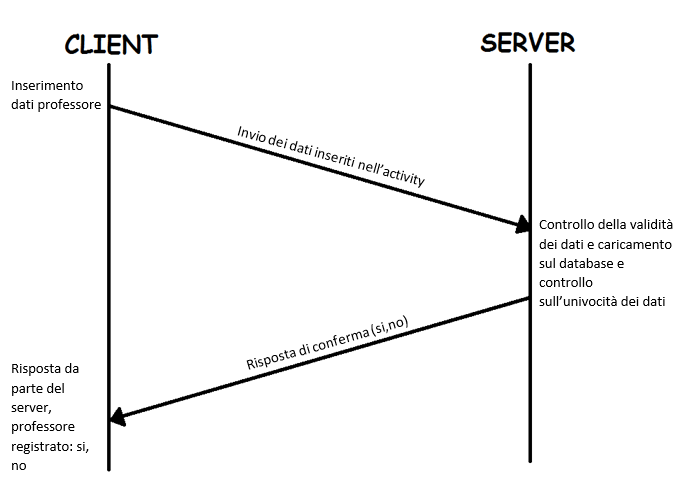 CLIENT
SERVER
Inserimento
dati professore
Invio dei dati inseriti nell'activity
Controllo della validità
dei dati e caricamento
sul database e
controllo
sull'univocità dei dati
Risposta di conferma (si,no)
Risposta da
parte del
server,
professore
registrato: si,
no